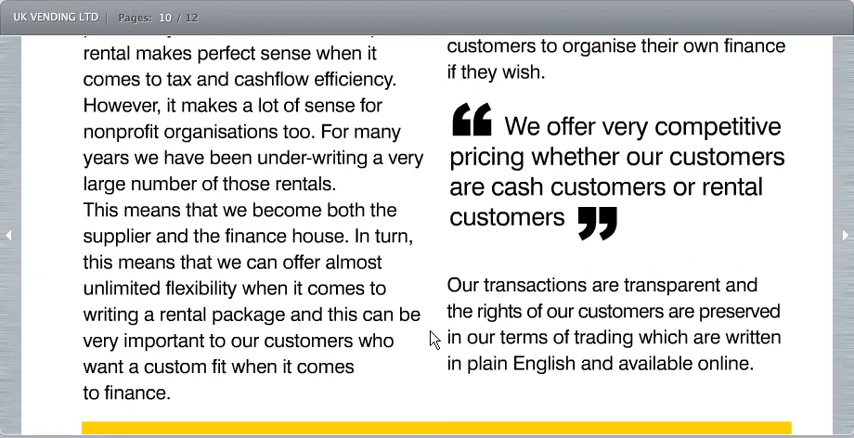 UK VENDING LTD Pages: 10 / 12
rental makes perfect sense when it
comes to tax and cashflow efficiency.
However, it makes a lot of sense for
nonprofit organisations too. For many
years we have been under-writing a very
large number of those rentals.
This means that we become both the
supplier and the finance house. In turn,
this means that we can offer almost
unlimited flexibility when it comes to
writing a rental package and this can be
very important to our customers who
want a custom fit when it comes
to finance.
customers to organise their own finance
if they wish.
“ We offer very competitive
pricing whether our customers
are cash customers or rental
customers ”
Our transactions are transparent and
the rights of our customers are preserved
in our terms of trading which are written
in plain English and available online.